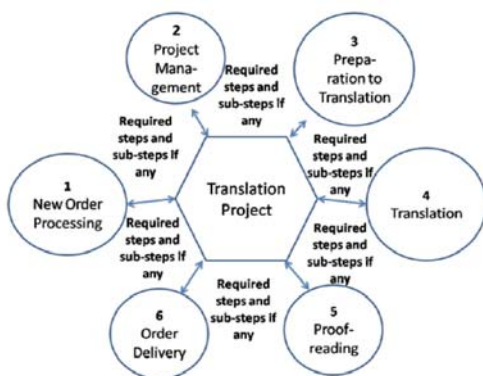 1
New Order
Processing
2
Project
Mana-
gement
3
Prepa-
ration to
Translation
4
Translation
5
Proof-
reading
6
Order
Delivery
Translation
Project
Required
steps and
sub-steps if
any
Required
steps and
sub-steps if
any
Required
steps and
sub-steps if
any
Required
steps and
sub-steps if
any
Required
steps and
sub-steps if
any
Required
steps and
sub-steps if
any